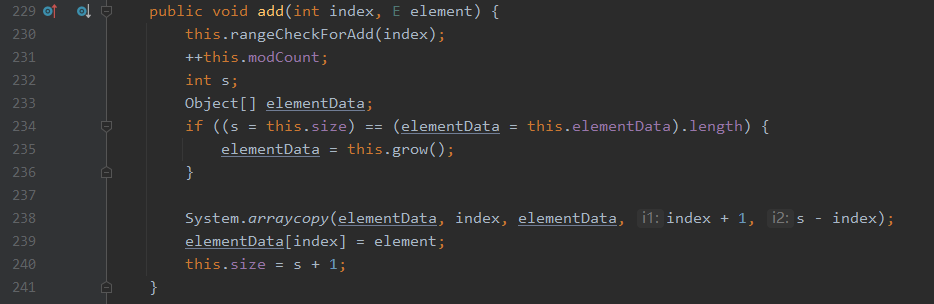 229 public void add(int index, E element) {
230 this.rangeCheckForAdd(index);
231 ++this.modCount;
232 int s;
233 Object[] elementData;
234 if ((s = this.size) == (elementData = this.elementData).length) {
235 elementData = this.grow();
236 }
237
238 System.arraycopy(elementData, index, elementData, i1: index + 1, i2: s - index);
239 elementData[index] = element;
240 this.size = s + 1;
241 }